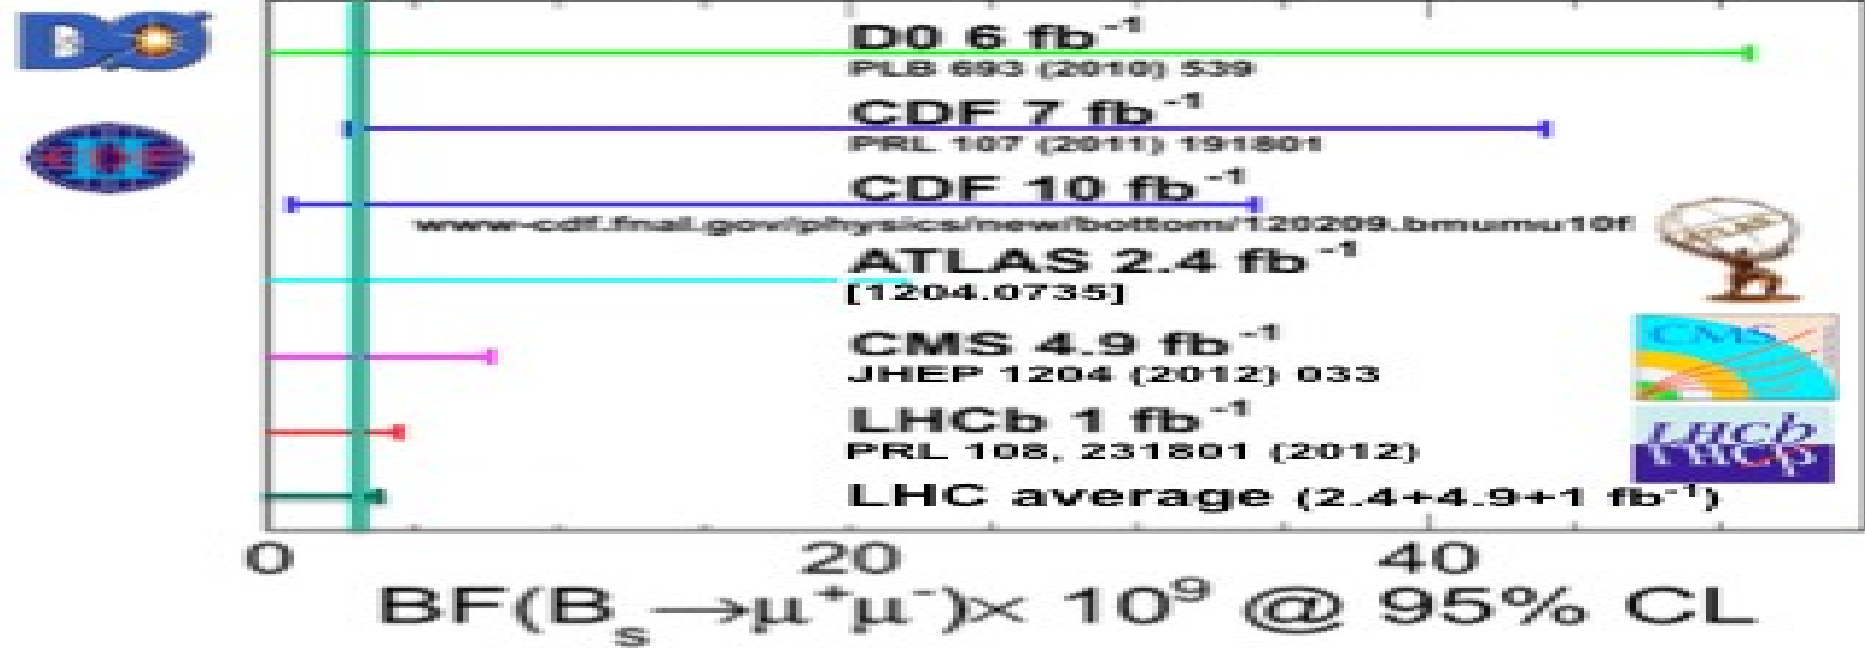 DØ
D0 6 fb⁻¹
PLB 693 (2010) 539
CDF 7 fb⁻¹
PRL 107 (2011) 191801
CDF 10 fb⁻¹
www-cdf.fnal.gov/physics/new/bottom/120209.bmumu10f
ATLAS 2.4 fb⁻¹
[1204.0735]
CMS 4.9 fb⁻¹
CMS
JHEP 1204 (2012) 033
LHCb 1 fb⁻¹
LHCb
PRL 108, 231801 (2012)
LHC average (2.4+4.9+1 fb⁻¹)
0 20 40
BF(Bₛ→μ⁺μ⁻)× 10⁹ @ 95% CL